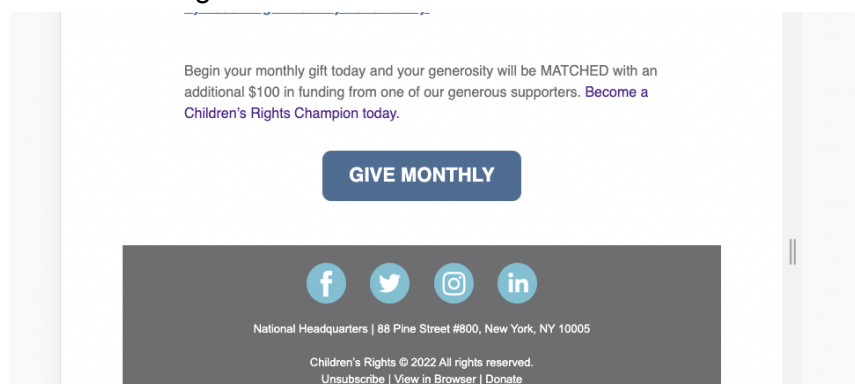 Begin your monthly gift today and your generosity will be MATCHED with an
additional $100 in funding from one of our generous supporters. Become a
Children's Rights Champion today.
GIVE MONTHLY
National Headquarters | 88 Pine Street #800, New York, NY 10005
Children's Rights © 2022 All rights reserved.
Unsubscribe | View in Browser | Donate